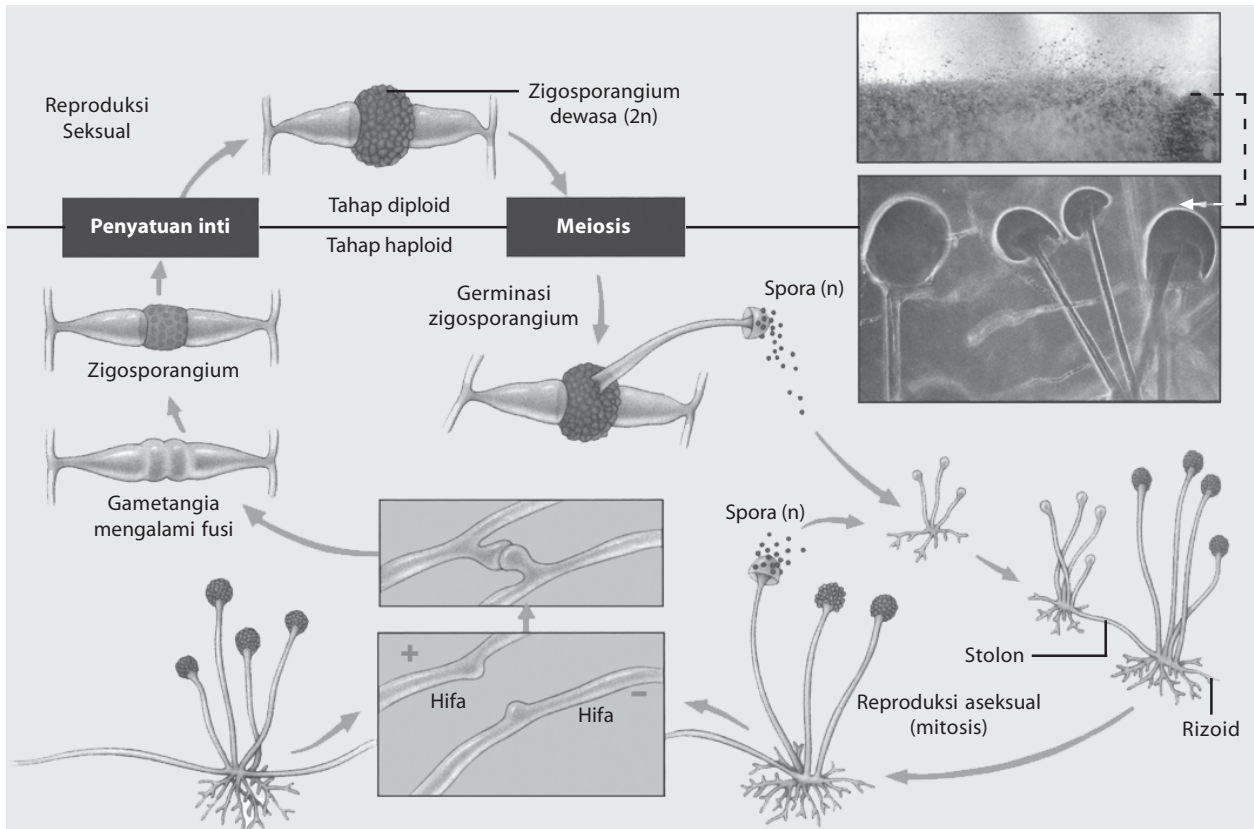 Reproduksi
Seksual
Zigosporangium
dewasa (2n)
Penyatuan inti
Tahap diploid
Tahap haploid
Meiosis
Germinasi
zigosporangium
Spora (n)
Zigosporangium
Gametangia
mengalami fusi
Spora (n)
+
Hifa
Hifa
–
Stolon
Reproduksi aseksual
(mitosis)
Rizoid